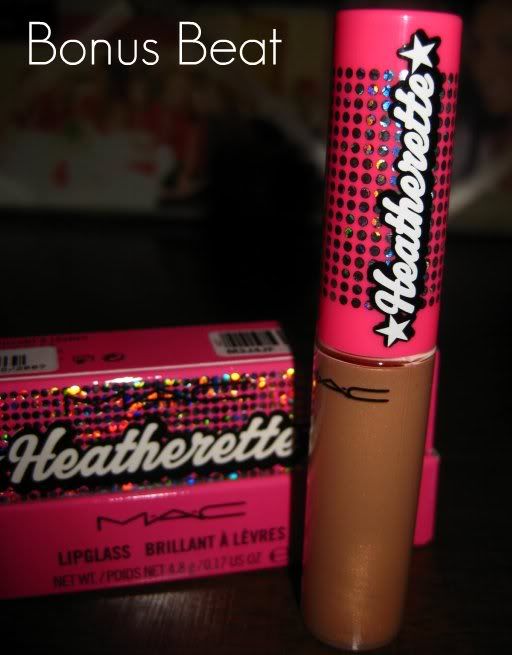 Bonus Beat
★Heatherette★
M·A·C
Heatherette
M·A·C
LIPGLASS BRILLANT À LÈVRES
NET WT./POIDS NET 4.8 g/0.17 US OZ ℮